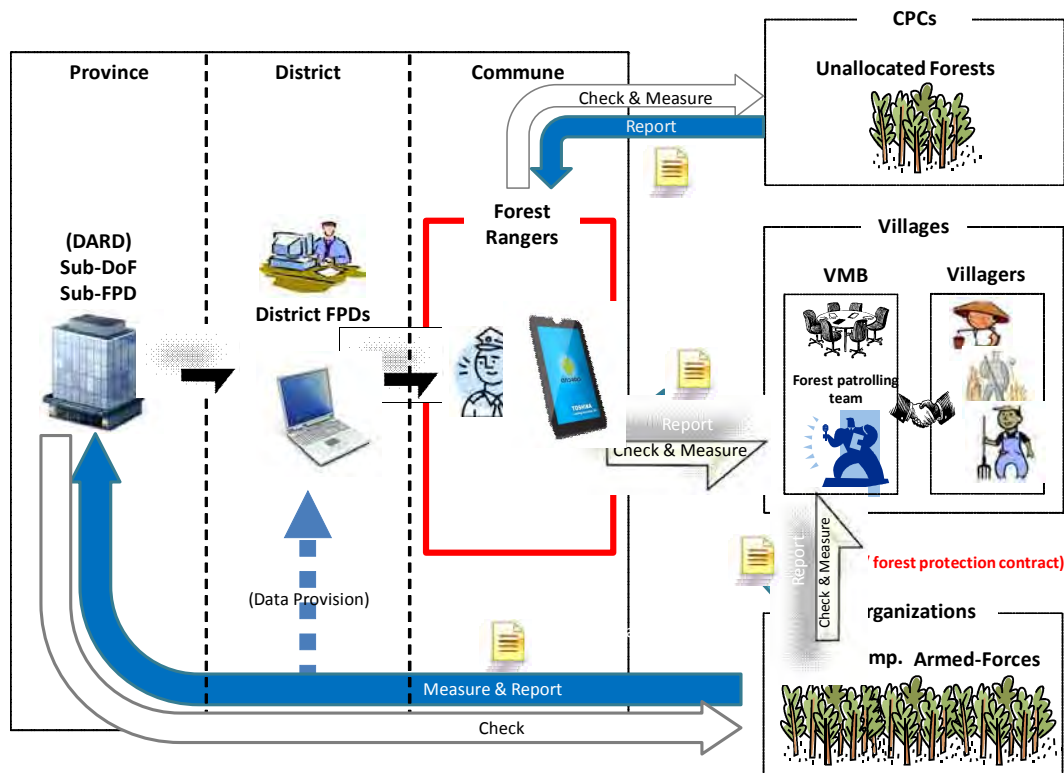 CPCs
Province
District
Commune
Unallocated Forests
Check & Measure
Report
Forest
Rangers
Villages
(DARD)
Sub-DoF
Sub-FPD
VMB
Villagers
District FPDs
Forest patrolling
team
TOSHIBA
Report
Check & Measure
Report
Check & Measure
forest protection contract)
(Data Provision)
rganizations
mp. Armed-Forces
Measure & Report
Check